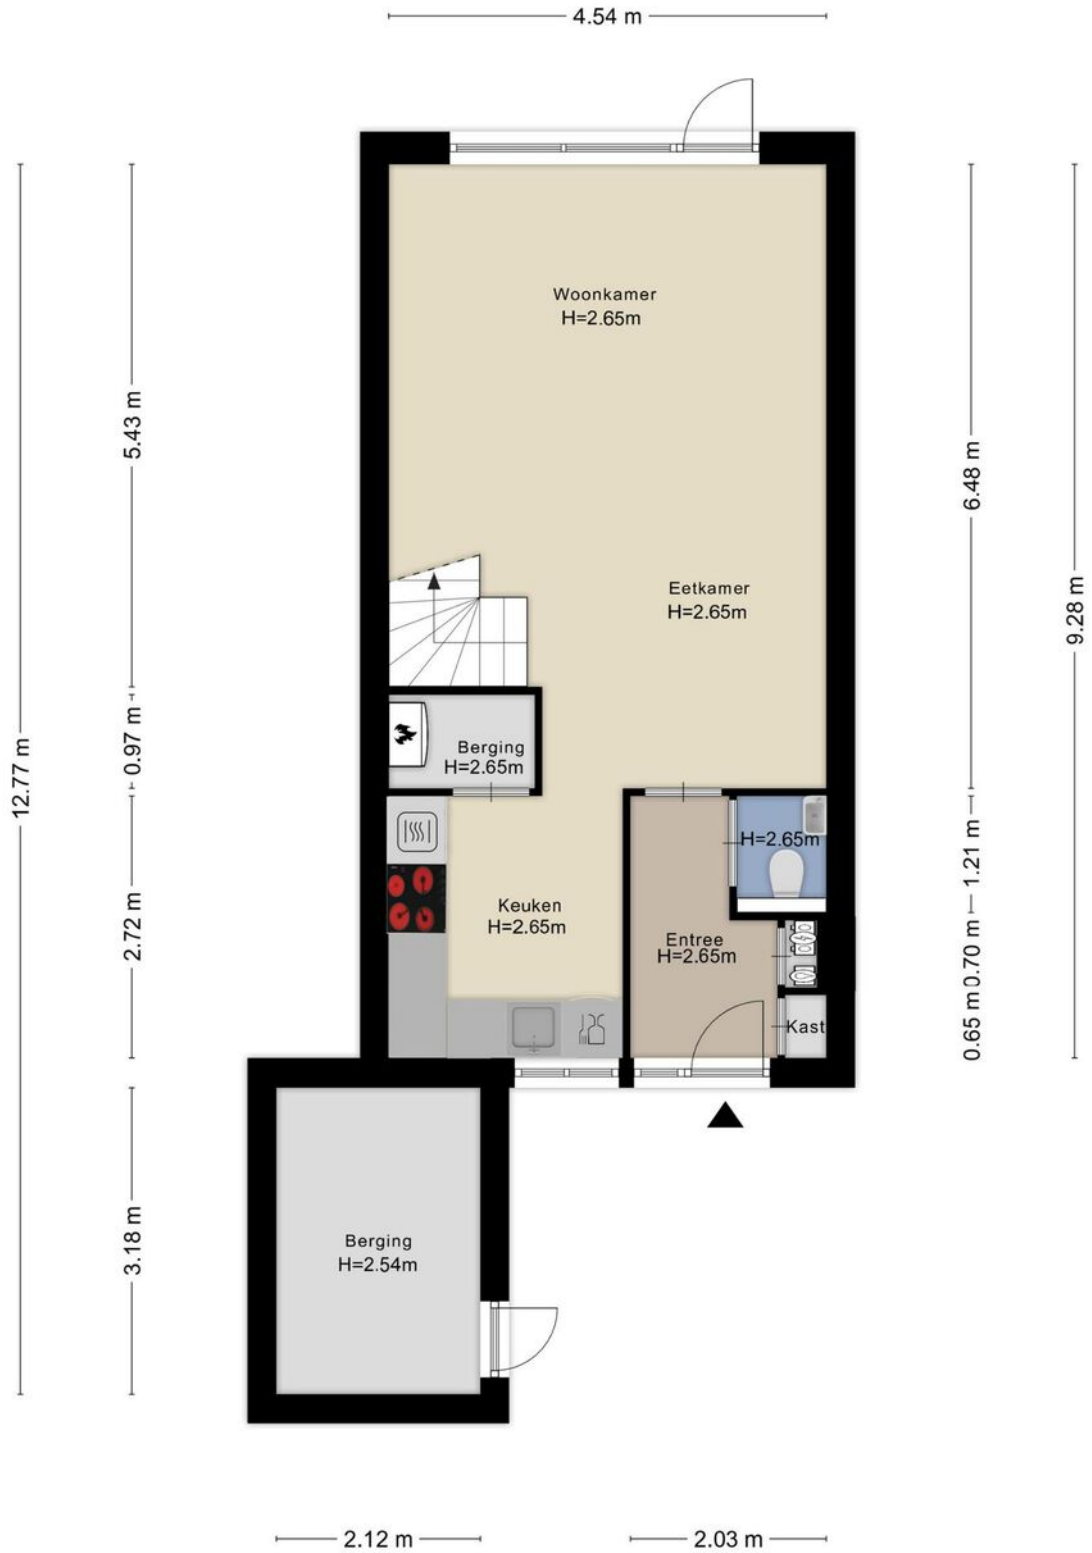 4.54 m
Woonkamer
H=2.65m
5.43 m
6.48 m
Eetkamer
H=2.65m
9.28 m
12.77 m
0.97 m
Berging
H=2.65m
H=2.65m
1.21 m
2.72 m
Keuken
H=2.65m
Entree
H=2.65m
0.70 m
0.65 m
Kast
3.18 m
Berging
H=2.54m
2.12 m
2.03 m